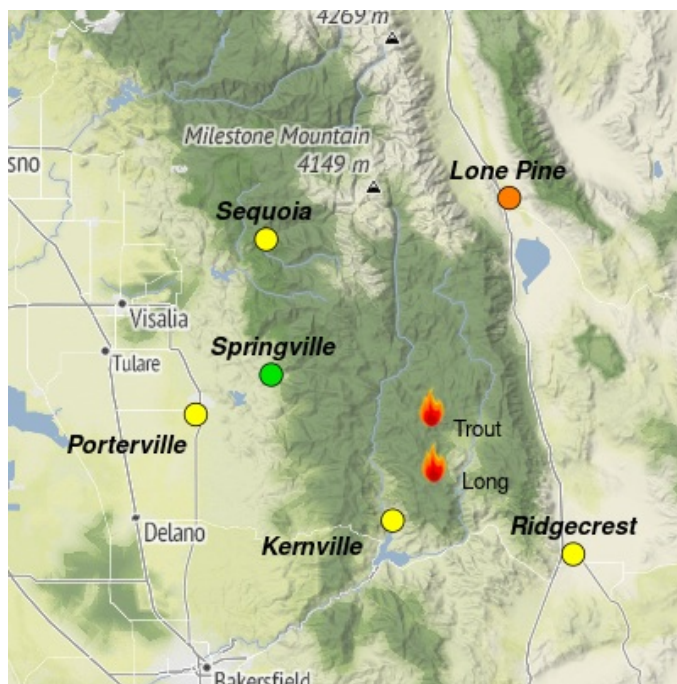 4269 m
Milestone Mountain
4149 m
sno
Lone Pine
Sequoia
Visalia
Springville
Tulare
Trout
Porterville
Long
Delano
Kernville
Ridgecrest
Bakersfield